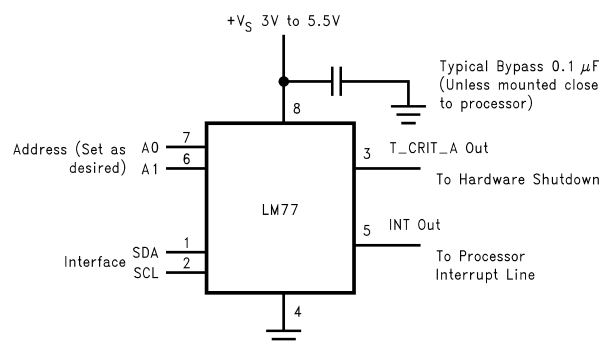 +VS 3V to 5.5V
Typical Bypass 0.1 μF
(Unless mounted close
to processor)
8
Address (Set as
desired)
A0
7
A1
6
3
T_CRIT_A Out
To Hardware Shutdown
LM77
5
INT Out
To Processor
Interrupt Line
Interface
SDA
1
SCL
2
4